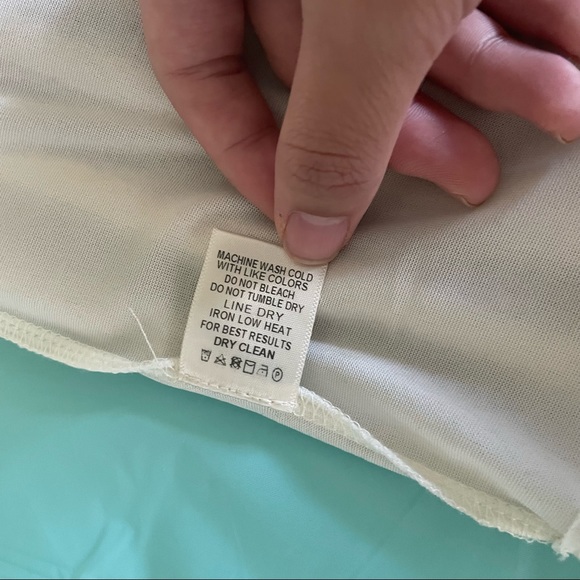 MACHINE WASH COLD
WITH LIKE COLORS
DO NOT BLEACH
DO NOT TUMBLE DRY
LINE DRY
IRON LOW HEAT
FOR BEST RESULTS
DRY CLEAN
P